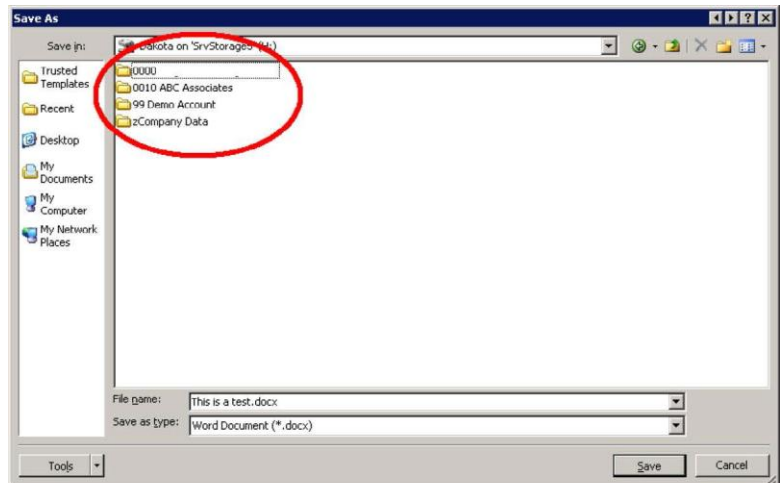 Save As
Save in:
Dakota on 'SrvStorage5' (H:)
Trusted
Templates
Recent
Desktop
My
Documents
My
Computer
My Network
Places
0000
0010 ABC Associates
99 Demo Account
zCompany Data
File name:
This is a test.docx
Save as type:
Word Document (*.docx)
Tools
Save
Cancel